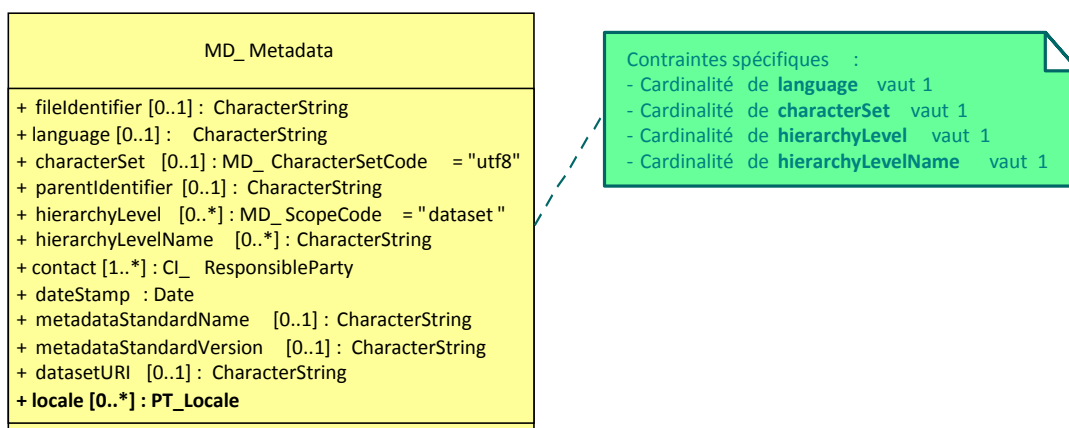 MD_ Metadata
+ fileIdentifier [0..1] : CharacterString
+ language [0..1] : CharacterString
+ characterSet [0..1] : MD_ CharacterSetCode = "utf8"
+ parentIdentifier [0..1] : CharacterString
+ hierarchyLevel [0..*] : MD_ ScopeCode = "dataset "
+ hierarchyLevelName [0..*] : CharacterString
+ contact [1..*] : CI_ ResponsibleParty
+ dateStamp : Date
+ metadataStandardName [0..1] : CharacterString
+ metadataStandardVersion [0..1] : CharacterString
+ datasetURI [0..1] : CharacterString
+ locale [0..*] : PT_Locale
Contraintes spécifiques :
- Cardinalité de language vaut 1
- Cardinalité de characterSet vaut 1
- Cardinalité de hierarchyLevel vaut 1
- Cardinalité de hierarchyLevelName vaut 1